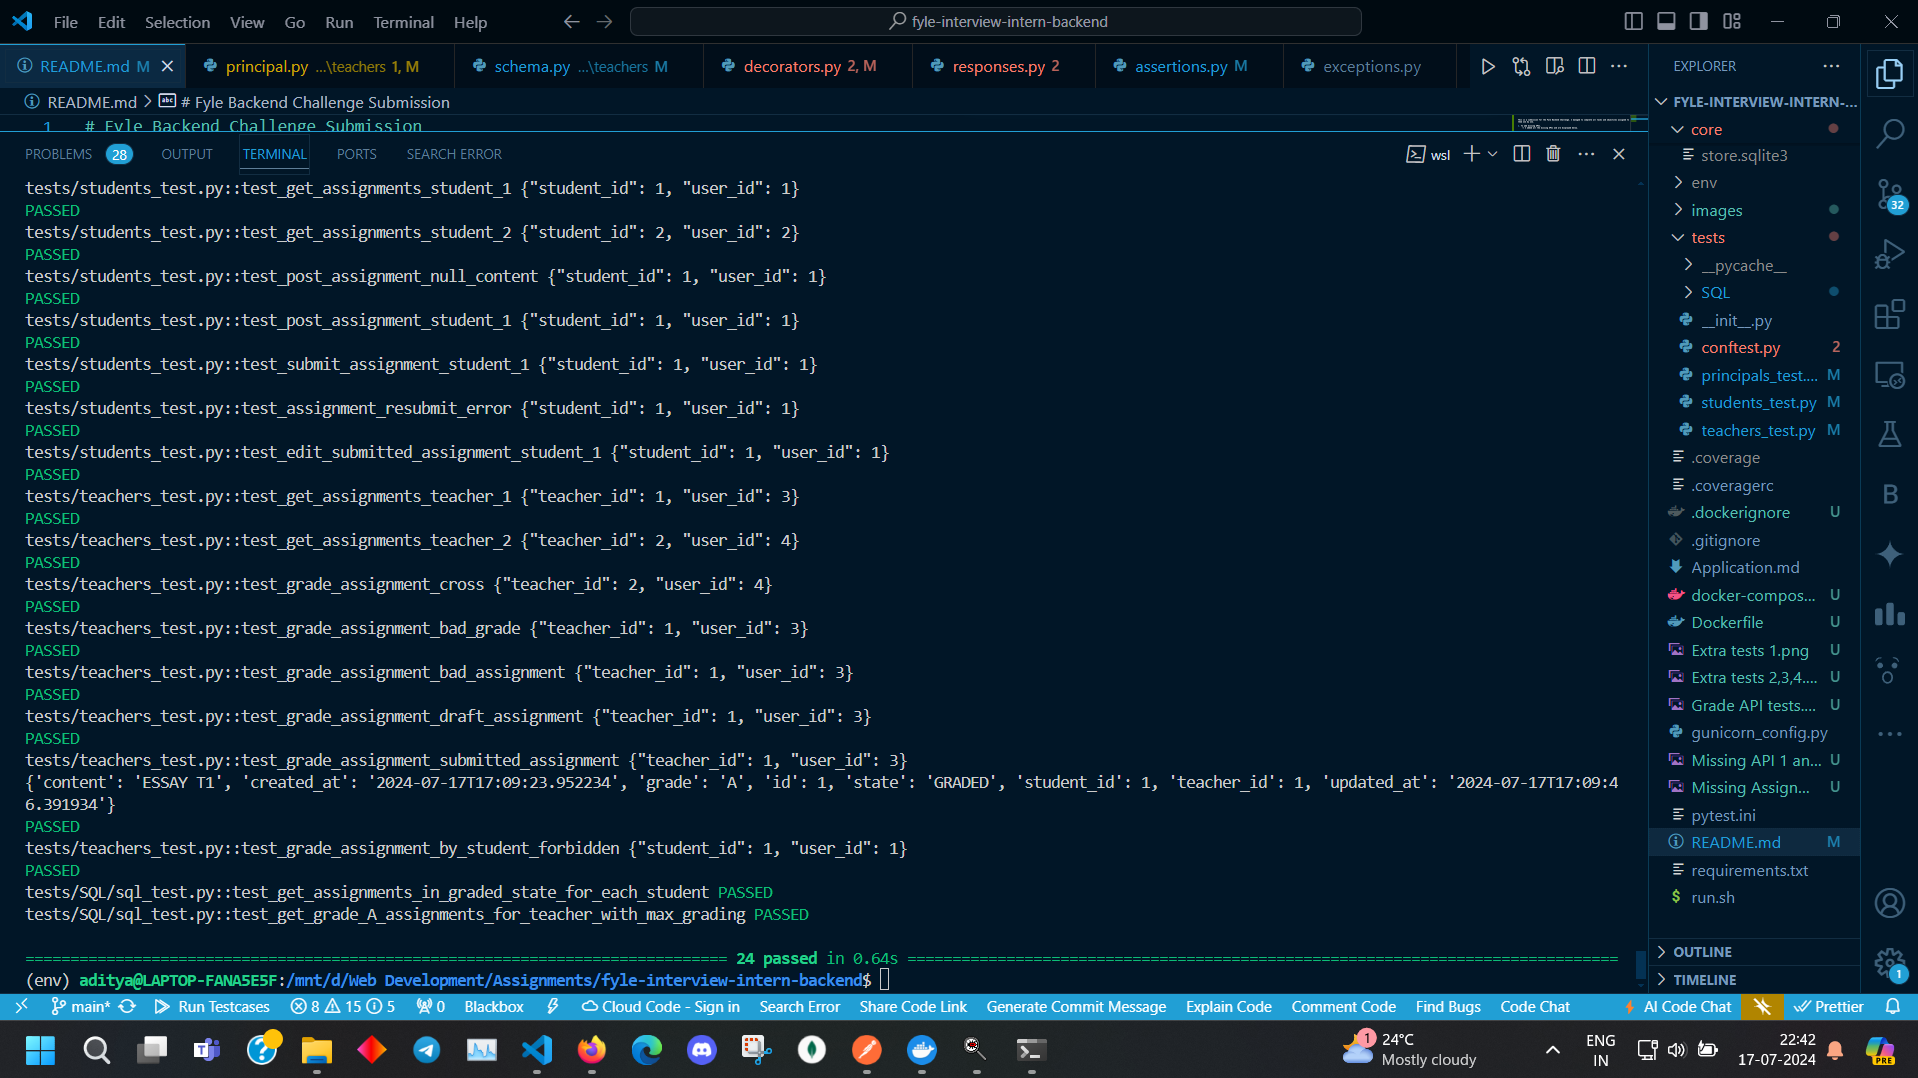 File Edit Selection View Go Run Terminal Help
fyle-interview-intern-backend
README.md M
principal.py ...\teachers 1, M
schema.py ...\teachers M
decorators.py 2, M
responses.py 2
assertions.py M
exceptions.py
README.md > # Fyle Backend Challenge Submission
1 # Fyle Backend Challenge Submission
PROBLEMS 28 OUTPUT TERMINAL PORTS SEARCH ERROR
wsl
tests/students_test.py::test_get_assignments_student_1 {"student_id": 1, "user_id": 1}
PASSED
tests/students_test.py::test_get_assignments_student_2 {"student_id": 2, "user_id": 2}
PASSED
tests/students_test.py::test_post_assignment_null_content {"student_id": 1, "user_id": 1}
PASSED
tests/students_test.py::test_post_assignment_student_1 {"student_id": 1, "user_id": 1}
PASSED
tests/students_test.py::test_submit_assignment_student_1 {"student_id": 1, "user_id": 1}
PASSED
tests/students_test.py::test_assignment_resubmit_error {"student_id": 1, "user_id": 1}
PASSED
tests/students_test.py::test_edit_submitted_assignment_student_1 {"student_id": 1, "user_id": 1}
PASSED
tests/teachers_test.py::test_get_assignments_teacher_1 {"teacher_id": 1, "user_id": 3}
PASSED
tests/teachers_test.py::test_get_assignments_teacher_2 {"teacher_id": 2, "user_id": 4}
PASSED
tests/teachers_test.py::test_grade_assignment_cross {"teacher_id": 2, "user_id": 4}
PASSED
tests/teachers_test.py::test_grade_assignment_bad_grade {"teacher_id": 1, "user_id": 3}
PASSED
tests/teachers_test.py::test_grade_assignment_bad_assignment {"teacher_id": 1, "user_id": 3}
PASSED
tests/teachers_test.py::test_grade_assignment_draft_assignment {"teacher_id": 1, "user_id": 3}
PASSED
tests/teachers_test.py::test_grade_assignment_submitted_assignment {"teacher_id": 1, "user_id": 3}
{'content': 'ESSAY T1', 'created_at': '2024-07-17T17:09:23.952234', 'grade': 'A', 'id': 1, 'state': 'GRADED', 'student_id': 1, 'teacher_id': 1, 'updated_at': '2024-07-17T17:09:4
6.391934'}
PASSED
tests/teachers_test.py::test_grade_assignment_by_student_forbidden {"student_id": 1, "user_id": 1}
PASSED
tests/SQL/sql_test.py::test_get_assignments_in_graded_state_for_each_student PASSED
tests/SQL/sql_test.py::test_get_grade_A_assignments_for_teacher_with_max_grading PASSED
24 passed in 0.64s
(env) aditya@LAPTOP-FANA5E5F:/mnt/d/Web Development/Assignments/fyle-interview-intern-backend$
EXPLORER
FYLE-INTERVIEW-INTERN-...
core
store.sqlite3
env
images
tests
__pycache__
SQL
__init__.py
conftest.py 2
principals_test.... M
students_test.py M
teachers_test.py M
.coverage
.coveragerc
.dockerignore U
.gitignore
Application.md
docker-compos... U
Dockerfile U
Extra tests 1.png U
Extra tests 2,3,4.... U
Grade API tests.... U
gunicorn_config.py
Missing API 1 an... U
Missing Assign... U
pytest.ini
README.md M
requirements.txt
run.sh
OUTLINE
TIMELINE
32
B
1
main* Run Testcases 8 15 5 0 Blackbox Cloud Code - Sign in Search Error Share Code Link Generate Commit Message Explain Code Comment Code Find Bugs Code Chat AI Code Chat Prettier
1
24°C
Mostly cloudy
ENG
IN
22:42
17-07-2024
PRE